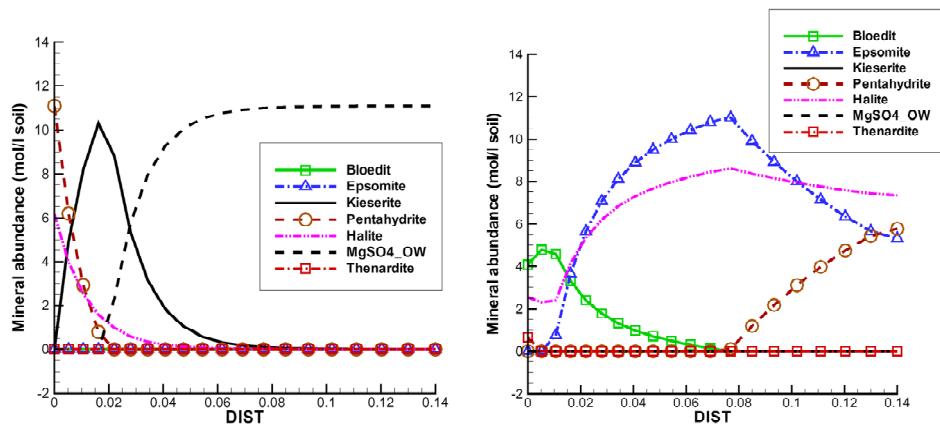 14
12
10
8
6
4
2
0
-2
Mineral abundance (mol/l soil)
0
0.02
0.04
0.06
0.08
0.1
0.12
0.14
DIST
Bloedit
Epsomite
Kieserite
Pentahydrite
Halite
MgSO4_OW
Thenardite
14
12
10
8
6
4
2
0
-2
Mineral abundance (mol/l soil)
0
0.02
0.04
0.06
0.08
0.1
0.12
0.14
DIST
Bloedit
Epsomite
Kieserite
Pentahydrite
Halite
MgSO4_OW
Thenardite